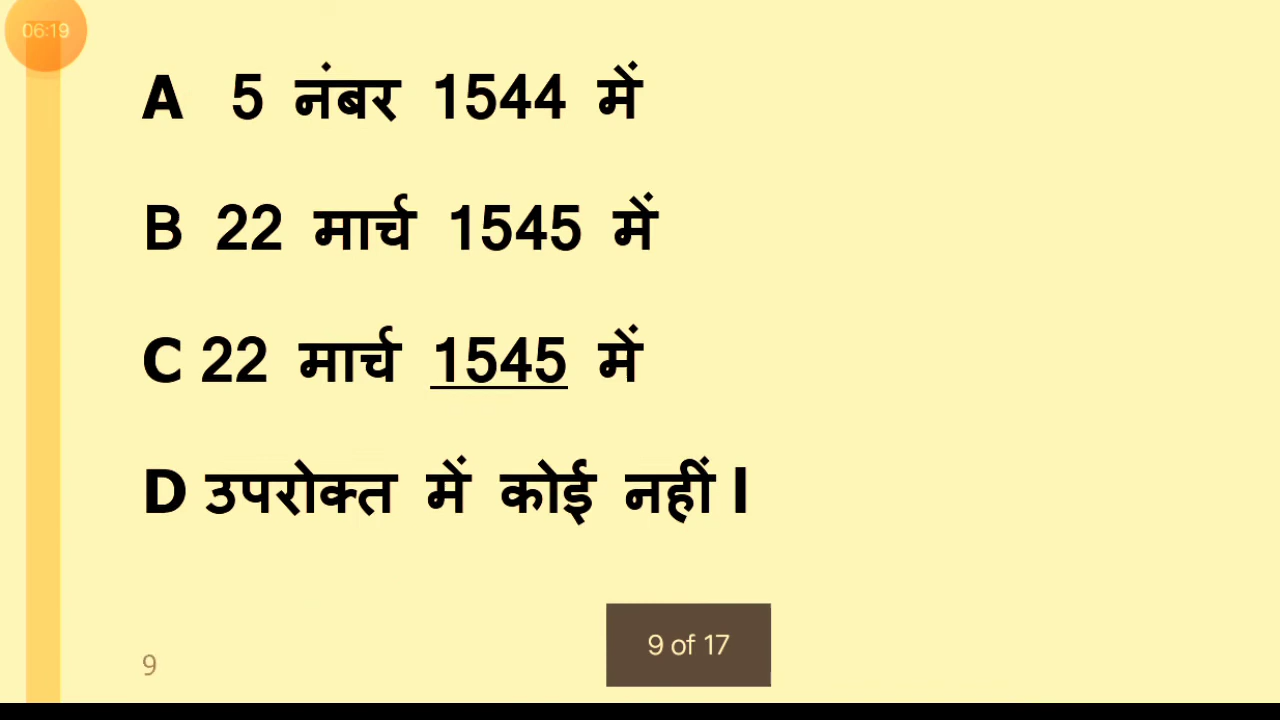 06:19
A 5 नंबर 1544 में
B 22 मार्च 1545 में
C 22 मार्च 1545 में
D उपरोक्त में कोई नहीं l
9 of 17
9